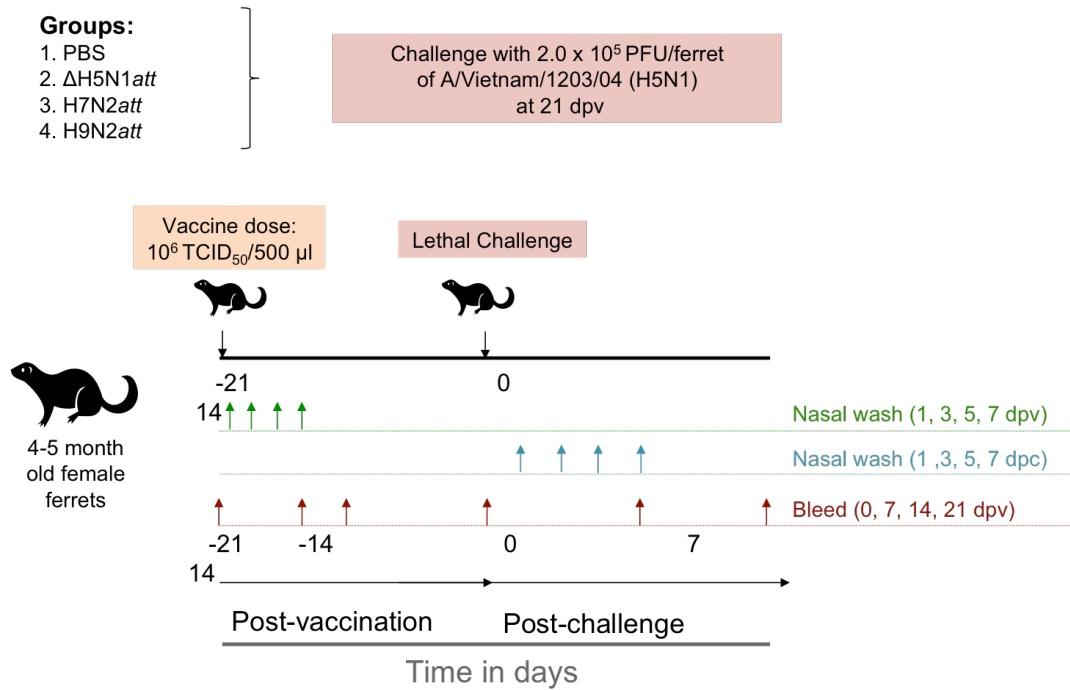 Groups:
1. PBS
2. ΔH5N1att
3. H7N2att
4. H9N2att
Challenge with 2.0 x 10⁵ PFU/ferret
of A/Vietnam/1203/04 (H5N1)
at 21 dpv
Vaccine dose:
10⁶ TCID₅₀/500 µl
Lethal Challenge
4-5 month
old female
ferrets
-21
0
14
Nasal wash (1, 3, 5, 7 dpv)
Nasal wash (1 ,3, 5, 7 dpc)
Bleed (0, 7, 14, 21 dpv)
-21
-14
0
7
14
Post-vaccination
Post-challenge
Time in days